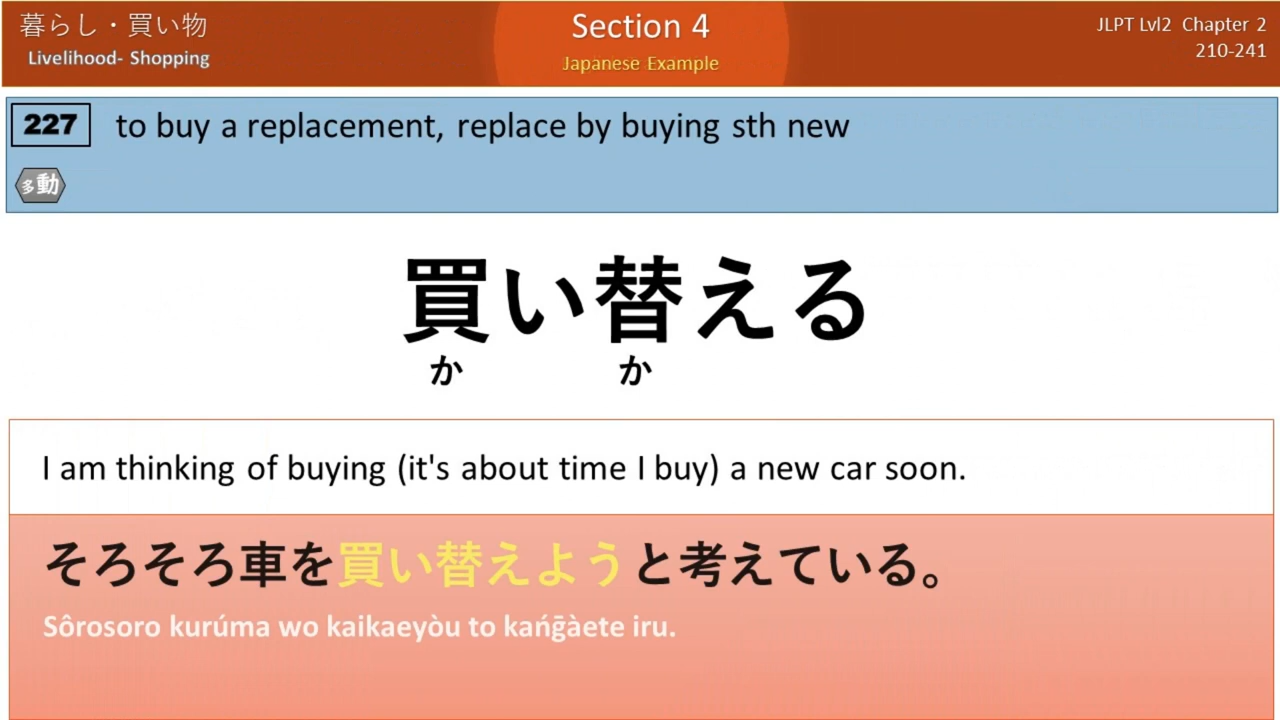 暮らし・買い物
Livelihood- Shopping
Section 4
Japanese Example
JLPT Lvl2 Chapter 2
210-241
227 to buy a replacement, replace by buying sth new
多動
買い替える
か か
I am thinking of buying (it's about time I buy) a new car soon.
そろそろ車を買い替えようと考えている。
Sôrosoro kurúma wo kaikaeyòu to kańḡàete iru.